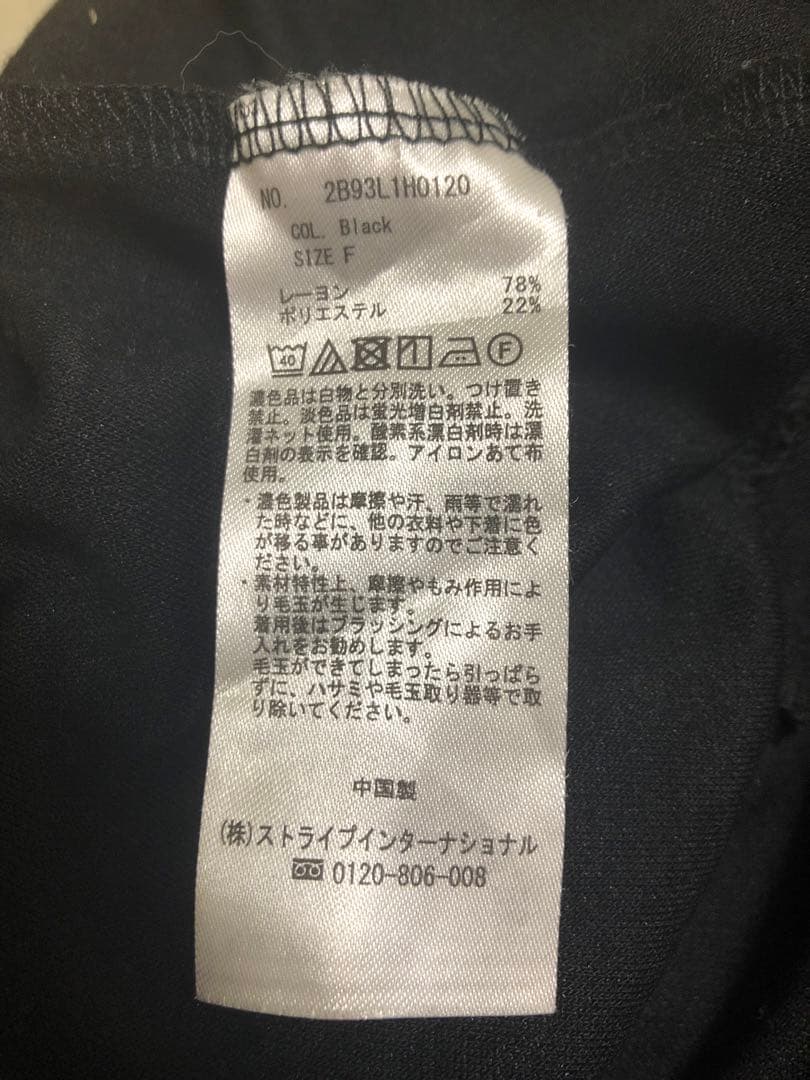 NO. 2B93L1H0120
COL. Black
SIZE F
レーヨン 78%
ポリエステル 22%
40 F
濃色品は白物と分別洗い。つけ置き
禁止。淡色品は蛍光増白剤禁止。洗
濯ネット使用。酸素系漂白剤時は漂
白剤の表示を確認。アイロンあて布
使用。
・濃色製品は摩擦や汗、雨等で濡れ
た時などに、他の衣料や下着に色
が移る事がありますのでご注意く
ださい。
・素材特性上、摩擦やもみ作用によ
り毛玉が生じます。
着用後はブラッシングによるお手
入れをお勧めします。
毛玉ができてしまったら引っぱら
ずに、ハサミや毛玉取り器等で取
り除いてください。
中国製
(株)ストライプインターナショナル
0120-806-008